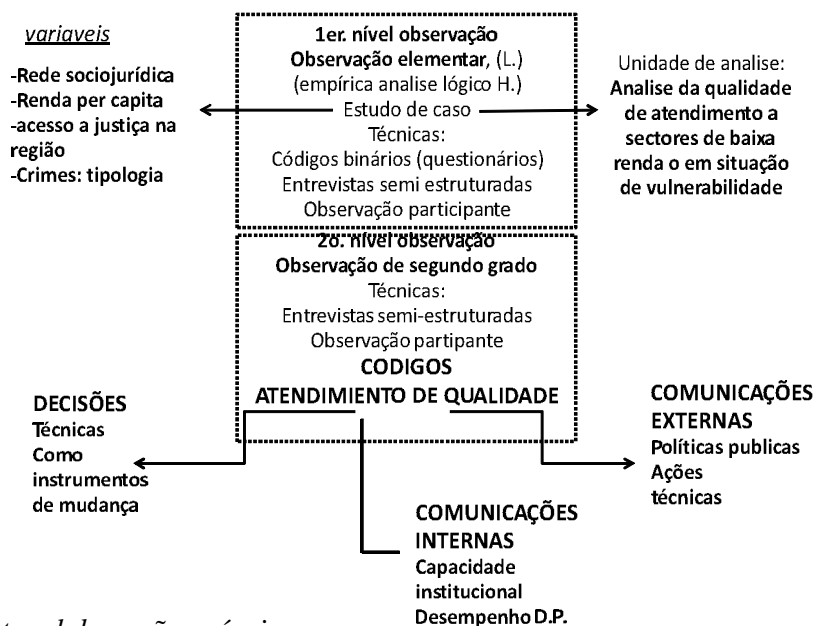 variaveis
-Rede sociojurídica
-Renda per capita
-acesso a justiça na
região
-Crimes: tipologia
1er. nível observação
Observação elementar, (L.)
(empírica analise lógico H.)
Estudo de caso
Técnicas:
Códigos binários (questionários)
Entrevistas semi estruturadas
Observação participante
Unidade de analise:
Analise da qualidade
de atendimento a
sectores de baixa
renda o em situação
de vulnerabilidade
2o. nível observação
Observação de segundo grado
Técnicas:
Entrevistas semi-estruturadas
Observação partipante
CODIGOS
ATENDIMIENTO DE QUALIDADE
DECISÕES
Técnicas
Como
instrumentos
de mudança
COMUNICAÇÕES
INTERNAS
Capacidade
institucional
Desempenho D.P.
COMUNICAÇÕES
EXTERNAS
Políticas publicas
Ações
técnicas